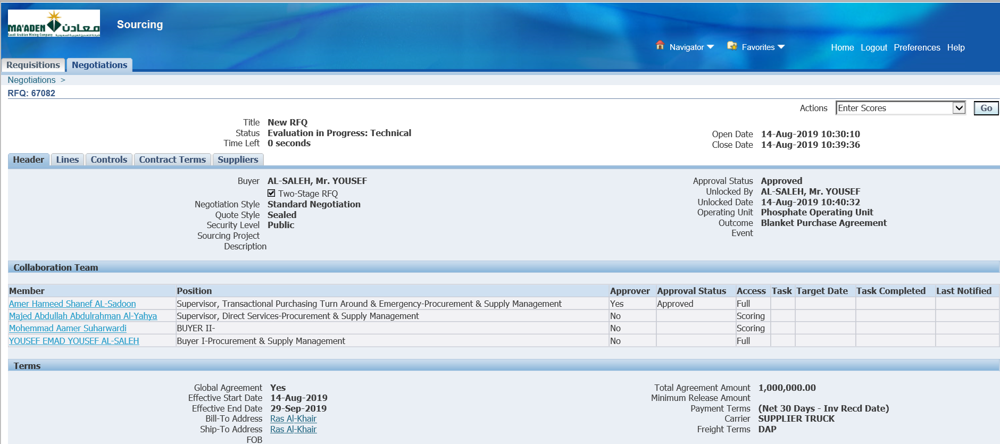 MA'ADEN معادن
Saudi Arabian Mining Company
Sourcing
Navigator
Favorites
Home Logout Preferences Help
Requisitions Negotiations
Negotiations >
RFQ: 67082
Actions Enter Scores Go
Title New RFQ
Status Evaluation in Progress: Technical
Time Left 0 seconds
Open Date 14-Aug-2019 10:30:10
Close Date 14-Aug-2019 10:39:36
Header Lines Controls Contract Terms Suppliers
Buyer AL-SALEH, Mr. YOUSEF
Two-Stage RFQ
Negotiation Style Standard Negotiation
Quote Style Sealed
Security Level Public
Sourcing Project
Description
Approval Status Approved
Unlocked By AL-SALEH, Mr. YOUSEF
Unlocked Date 14-Aug-2019 10:40:32
Operating Unit Phosphate Operating Unit
Outcome Blanket Purchase Agreement
Event
Collaboration Team
Member Position Approver Approval Status Access Task Target Date Task Completed Last Notified
Amer Hameed Shanef AL-Sadoon Supervisor, Transactional Purchasing Turn Around & Emergency-Procurement & Supply Management Yes Approved Full
Majed Abdullah Abdulrahman Al-Yahya Supervisor, Direct Services-Procurement & Supply Management No Scoring
Mohemmad Aamer Suharwardi BUYER II- No Scoring
YOUSEF EMAD YOUSEF AL-SALEH Buyer I-Procurement & Supply Management No Full
Terms
Global Agreement Yes
Effective Start Date 14-Aug-2019
Effective End Date 29-Sep-2019
Bill-To Address Ras Al-Khair
Ship-To Address Ras Al-Khair
FOB
Total Agreement Amount 1,000,000.00
Minimum Release Amount
Payment Terms (Net 30 Days - Inv Recd Date)
Carrier SUPPLIER TRUCK
Freight Terms DAP